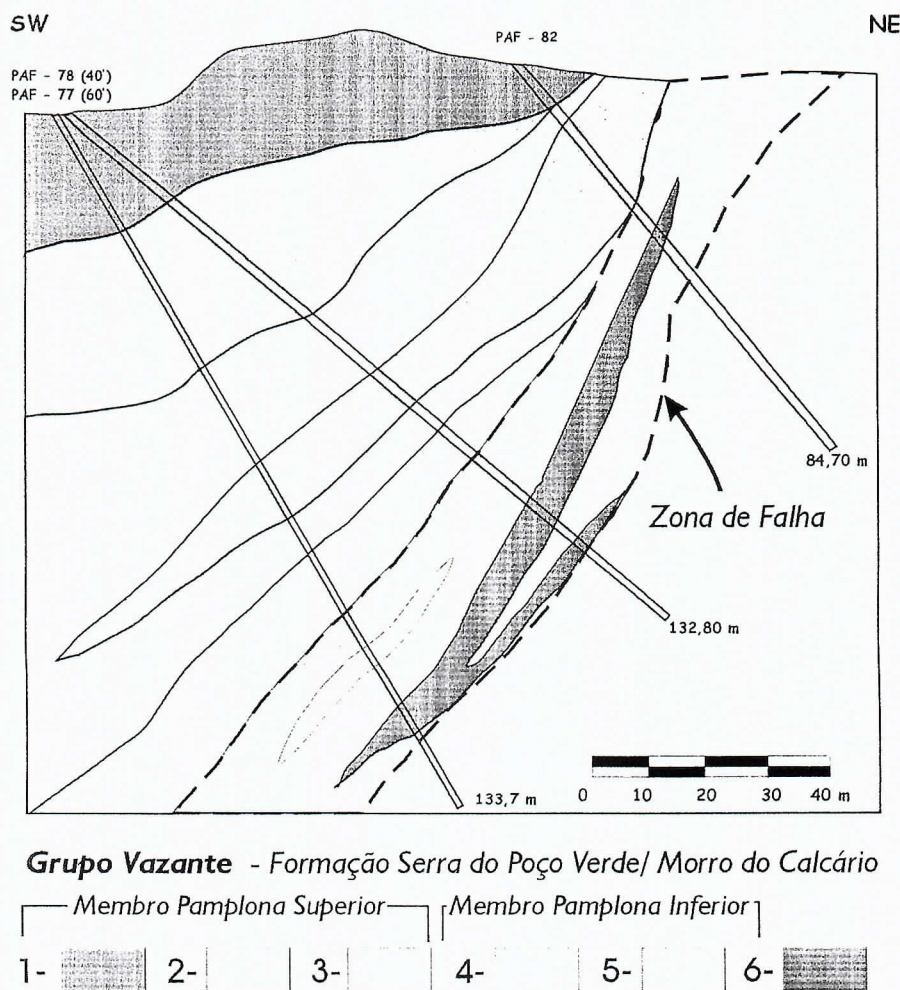 SW
NE
PAF - 82
PAF - 78 (40°)
PAF - 77 (60°)
84,70 m
Zona de Falha
132,80 m
133,7 m
0 10 20 30 40 m
Grupo Vazante - Formação Serra do Poço Verde/ Morro do Calcário
Membro Pamplona Superior Membro Pamplona Inferior
1- 2- 3- 4- 5- 6-